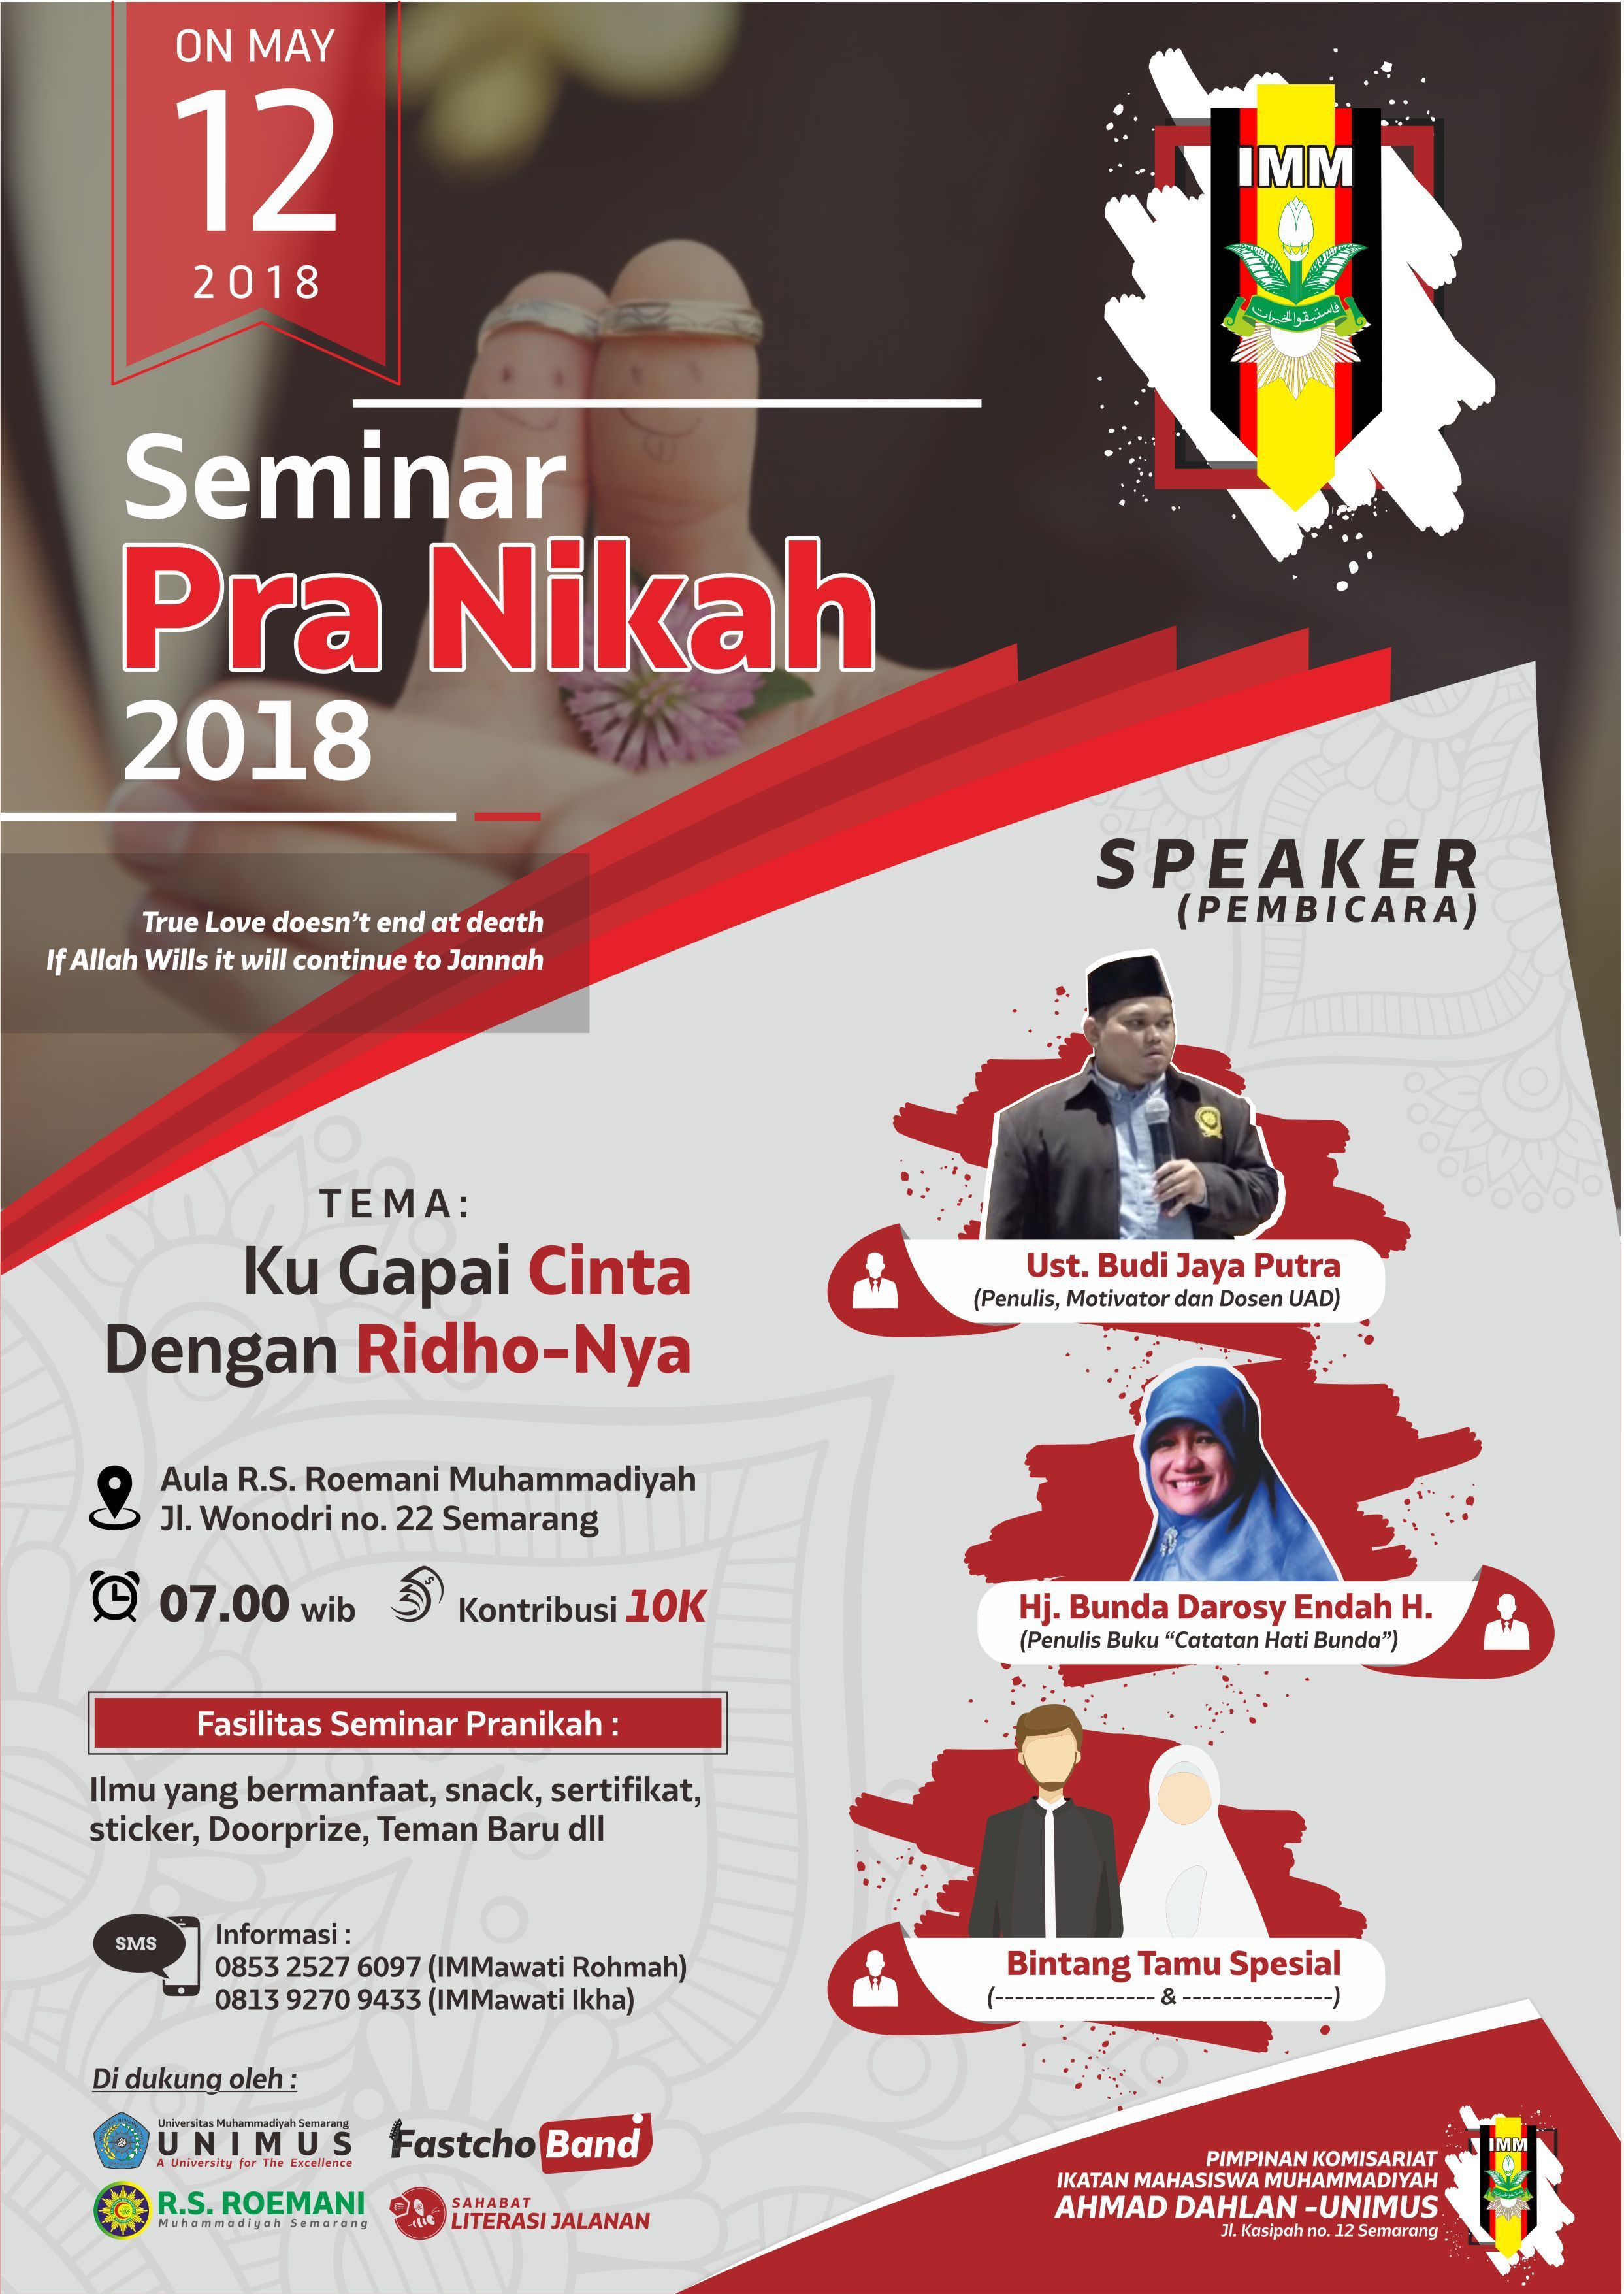 ON MAY
12
2018
IMM
فاستبقوا الخيرات
Seminar
Pra Nikah
2018
True Love doesn't end at death
If Allah Wills it will continue to Jannah
SPEAKER
(PEMBICARA)
Ust. Budi Jaya Putra
(Penulis, Motivator dan Dosen UAD)
Hj. Bunda Darosy Endah H.
(Penulis Buku “Catatan Hati Bunda”)
Bintang Tamu Spesial
(---------------- & ---------------)
TEMA:
Ku Gapai Cinta
Dengan Ridho-Nya
Aula R.S. Roemani Muhammadiyah
Jl. Wonodri no. 22 Semarang
07.00 wib
Kontribusi 10K
Fasilitas Seminar Pranikah :
Ilmu yang bermanfaat, snack, sertifikat,
sticker, Doorprize, Teman Baru dll
SMS
Informasi :
0853 2527 6097 (IMMawati Rohmah)
0813 9270 9433 (IMMawati Ikha)
Di dukung oleh :
Universitas Muhammadiyah Semarang
UNIMUS
A University for The Excellence
Fastcho Band
R.S. ROEMANI
Muhammadiyah Semarang
SAHABAT
LITERASI JALANAN
PIMPINAN KOMISARIAT
IKATAN MAHASISWA MUHAMMADIYAH
AHMAD DAHLAN -UNIMUS
Jl. Kasipah no. 12 Semarang
IMM